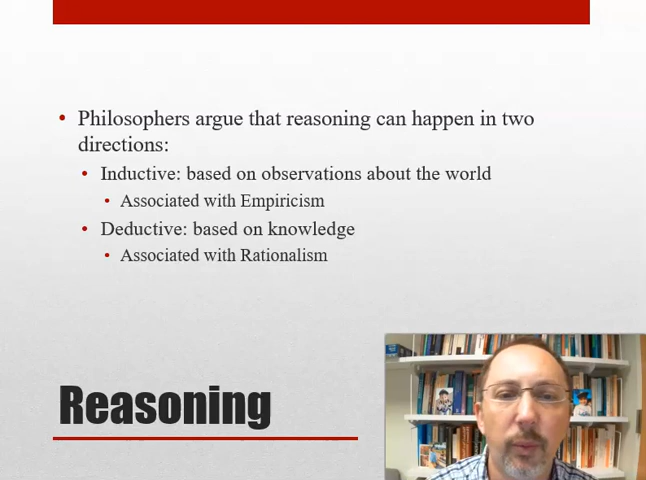 • Philosophers argue that reasoning can happen in two
directions:
• Inductive: based on observations about the world
• Associated with Empiricism
• Deductive: based on knowledge
• Associated with Rationalism
Reasoning